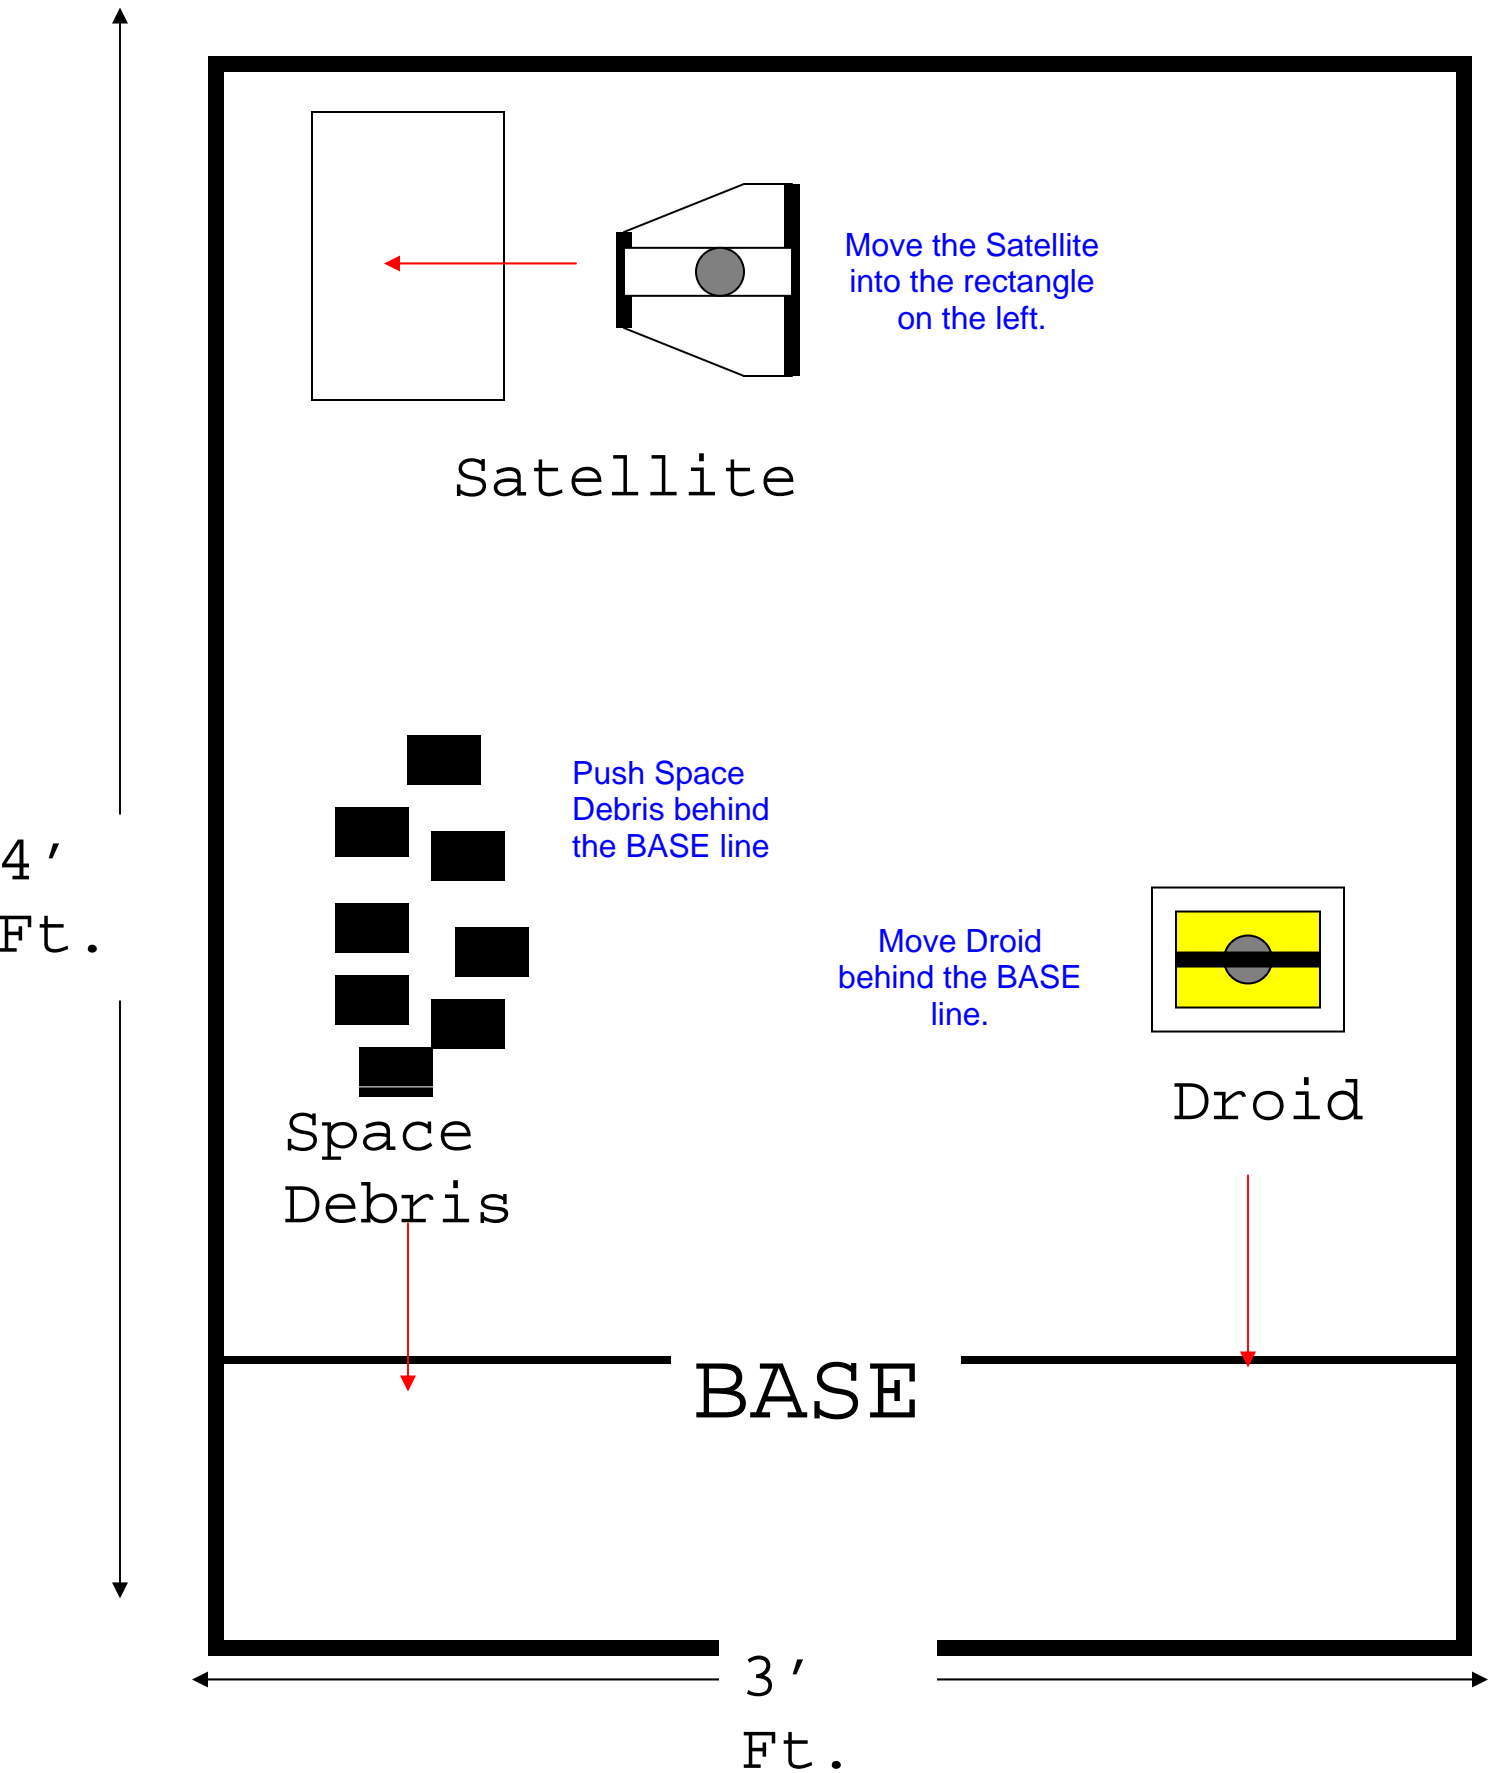 Move the Satellite
into the rectangle
on the left.
Satellite
Push Space
Debris behind
the BASE line
4'
Ft.
Move Droid
behind the BASE
line.
Droid
Space
Debris
BASE
3'
Ft.